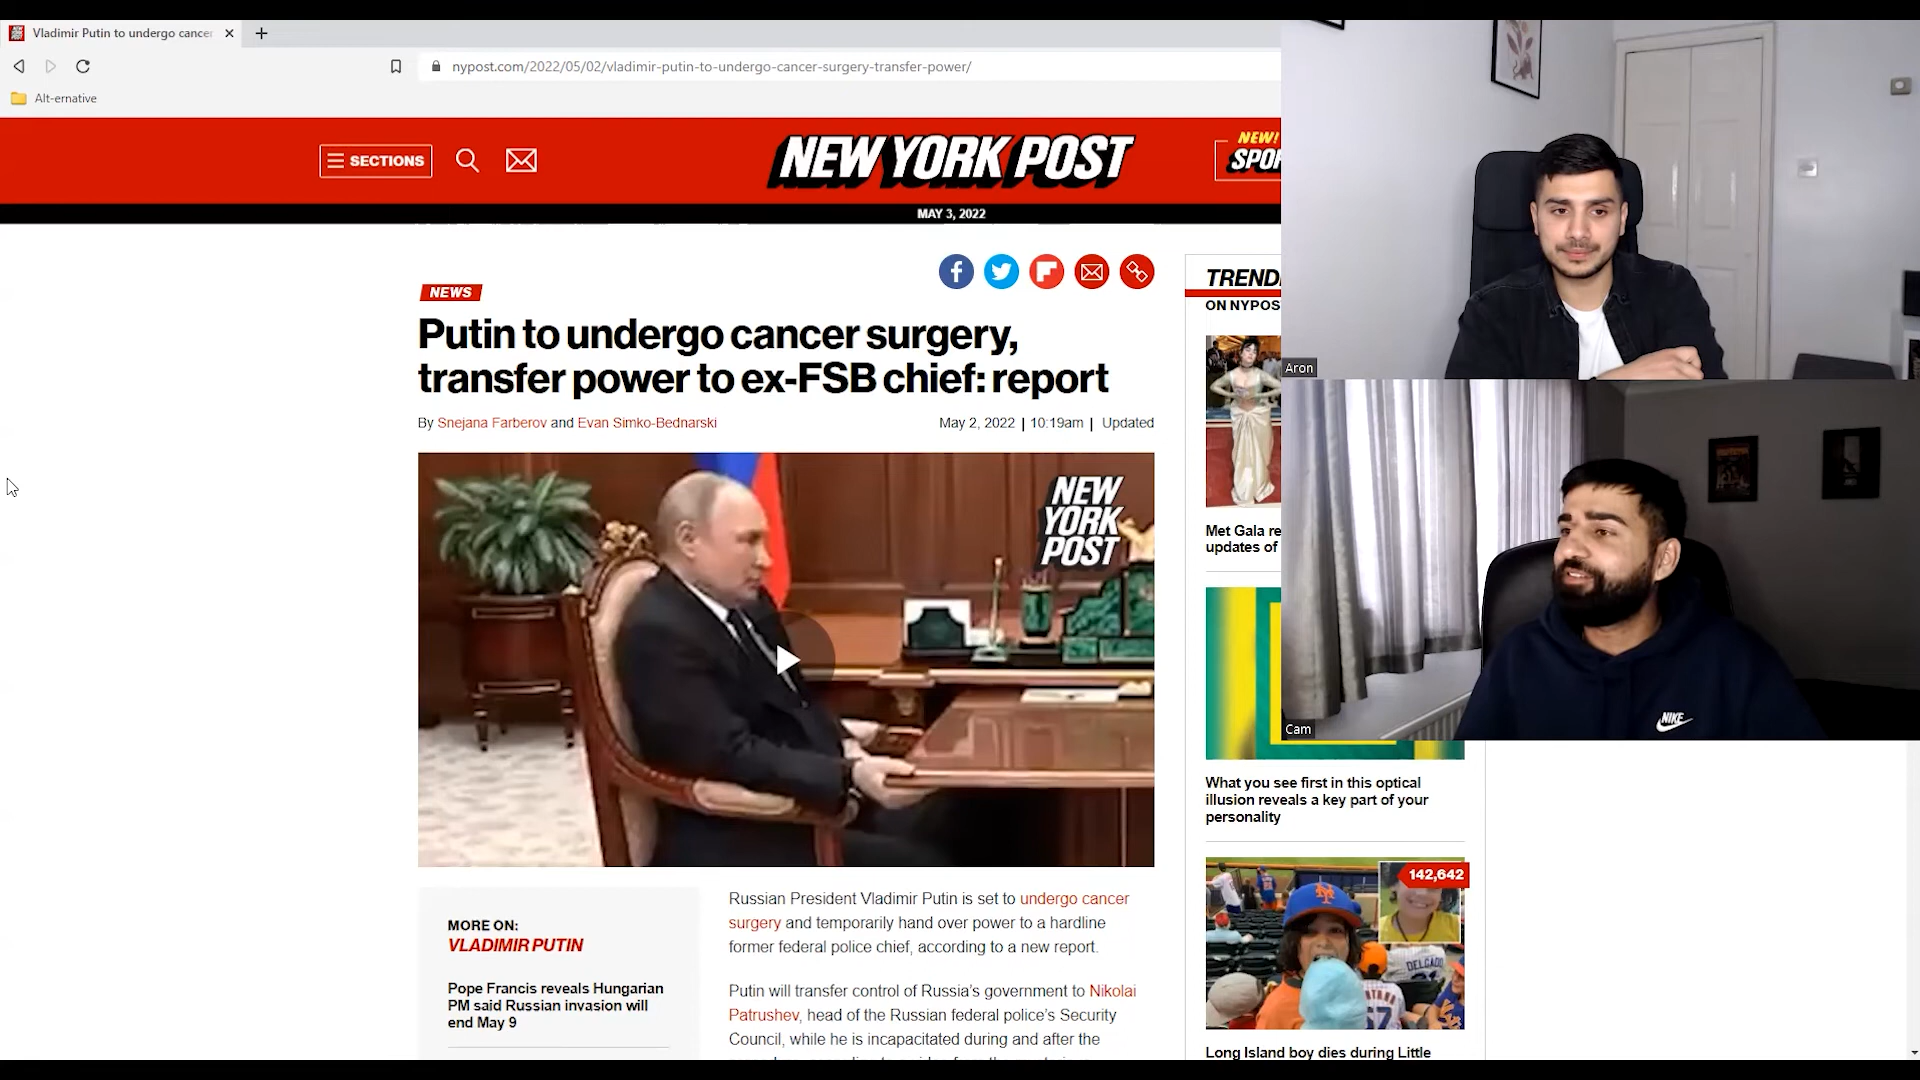 Vladimir Putin to undergo cancer
nypost.com/2022/05/02/vladimir-putin-to-undergo-cancer-surgery-transfer-power/
Alt-ernative
SECTIONS
NEW YORK POST
NEW!
SPO
MAY 3, 2022
NEWS
Putin to undergo cancer surgery,
transfer power to ex-FSB chief: report
By Snejana Farberov and Evan Simko-Bednarski
May 2, 2022 | 10:19am | Updated
NEW
YORK
POST
MORE ON:
VLADIMIR PUTIN
Pope Francis reveals Hungarian
PM said Russian invasion will
end May 9
Russian President Vladimir Putin is set to undergo cancer
surgery and temporarily hand over power to a hardline
former federal police chief, according to a new report.
Putin will transfer control of Russia’s government to Nikolai
Patrushev, head of the Russian federal police’s Security
Council, while he is incapacitated during and after the
TREND
ON NYPOS
Met Gala re
updates of
What you see first in this optical
illusion reveals a key part of your
personality
142,642
DELGADO
Long Island boy dies during Little
Aron
Cam
NIKE